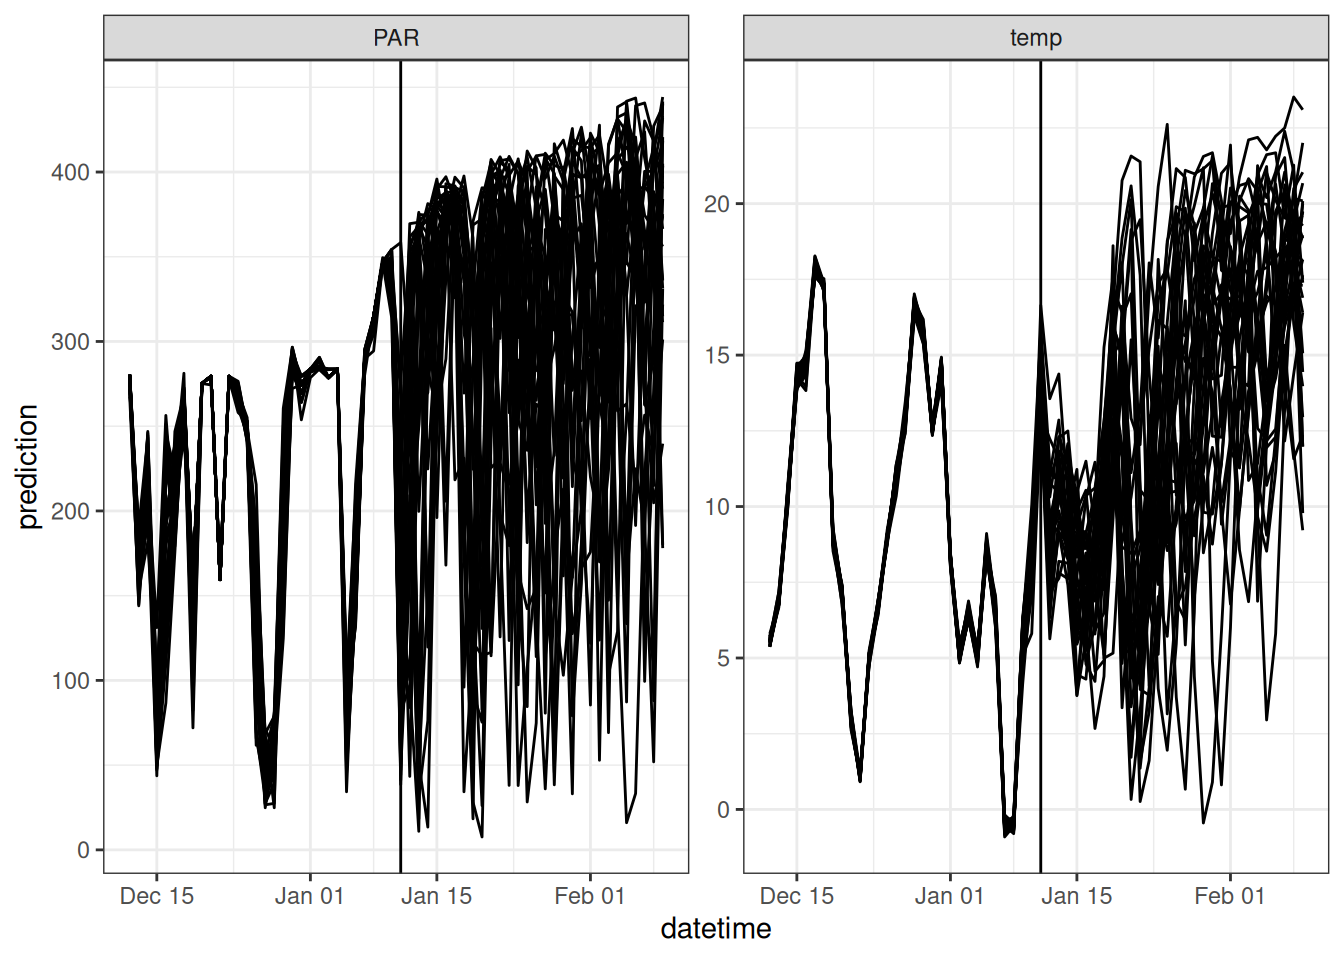 PAR
temp
prediction
400
300
200
100
0
20
15
10
5
0
Dec 15
Jan 01
Jan 15
Feb 01
Dec 15
Jan 01
Jan 15
Feb 01
datetime